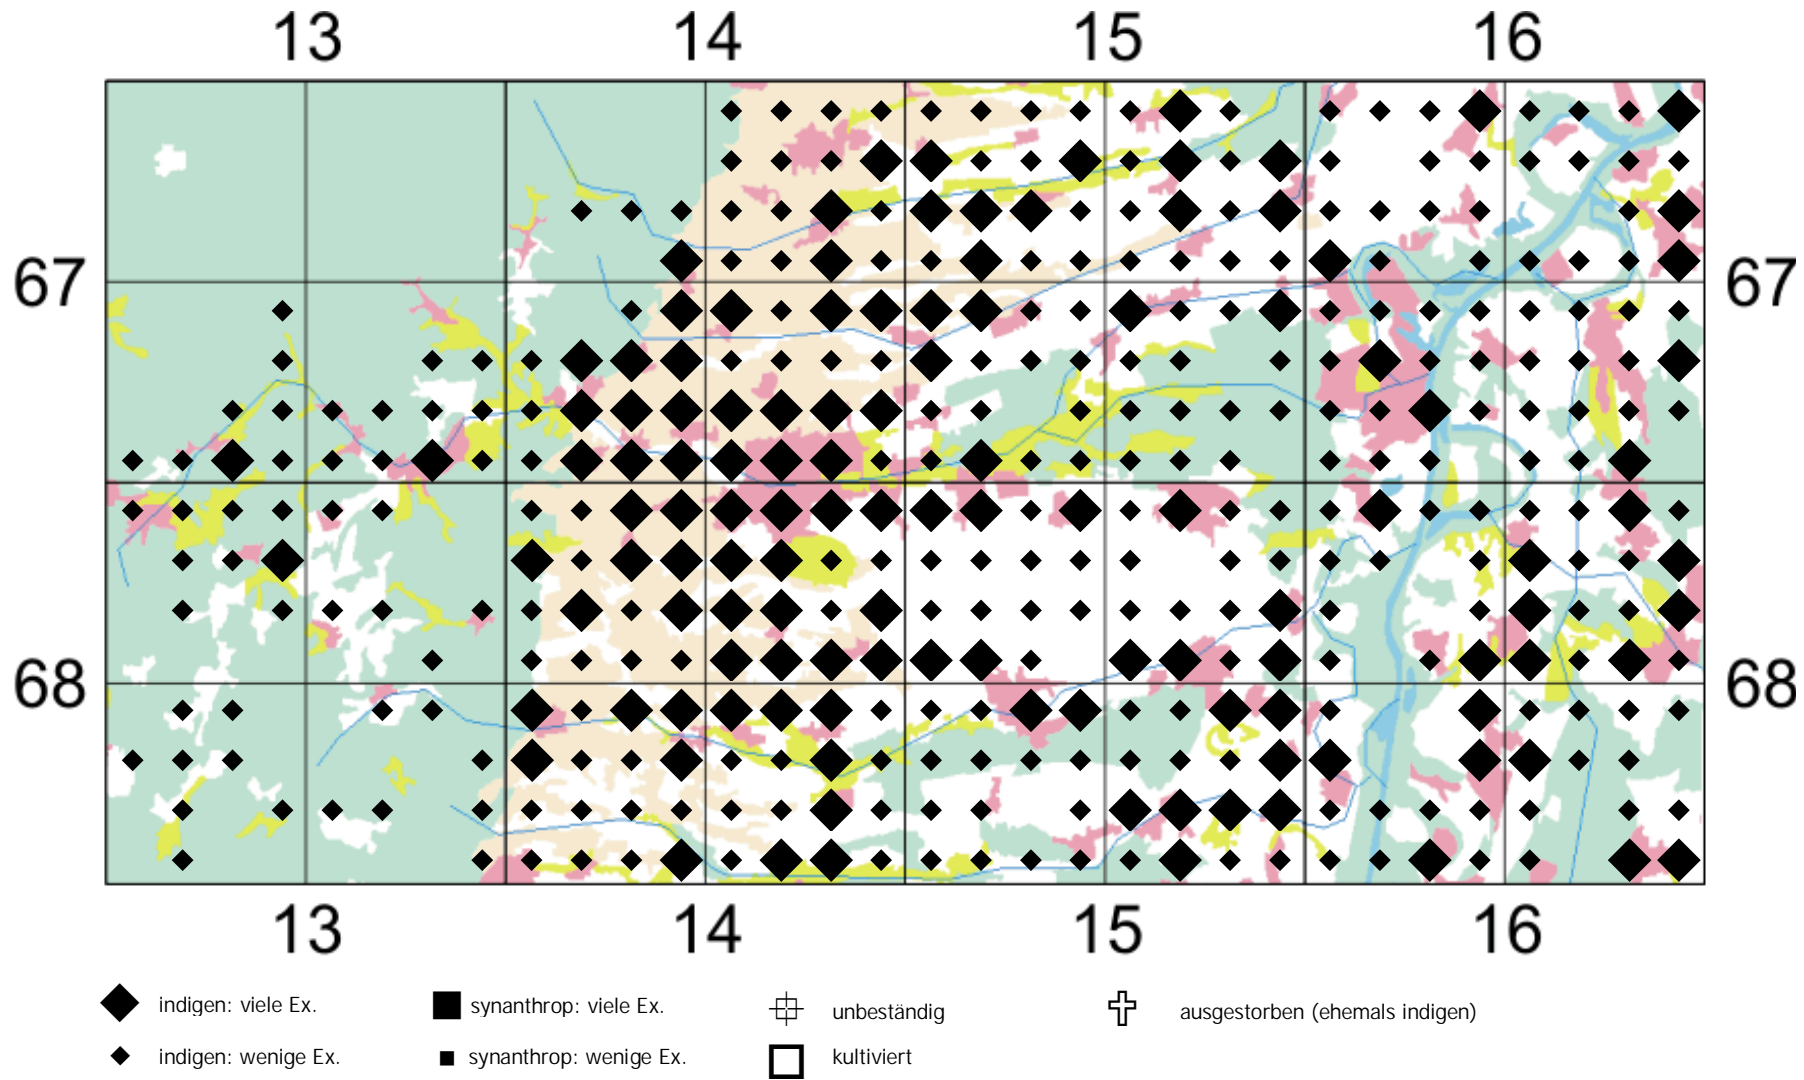 13 14 15 16
67 67
68 68
13 14 15 16
indigen: viele Ex. synanthrop: viele Ex. unbeständig ausgestorben (ehemals indigen)
indigen: wenige Ex. synanthrop: wenige Ex. kultiviert